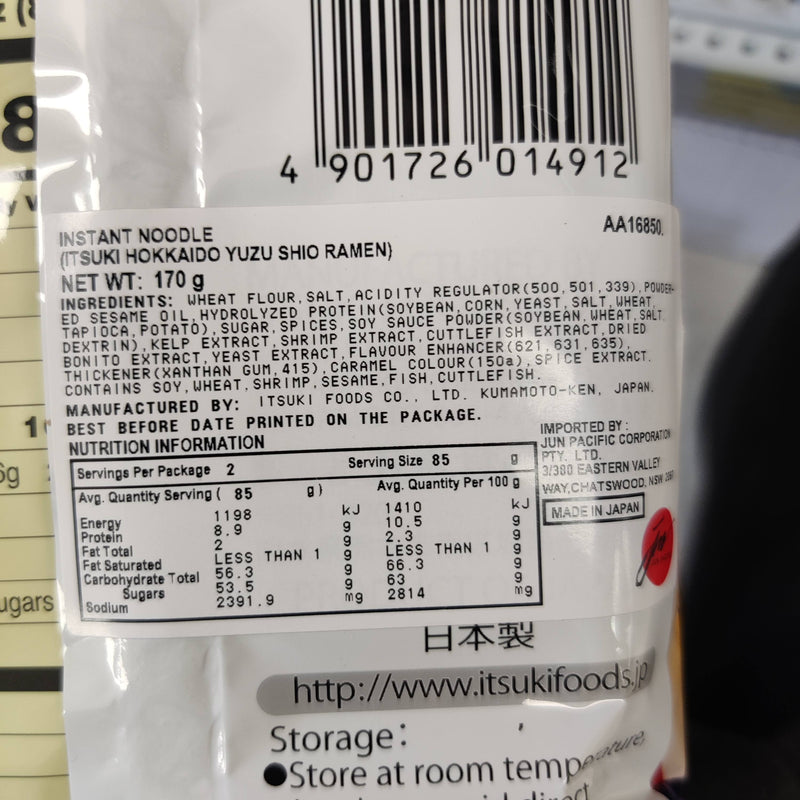 8
4 901726 014912
INSTANT NOODLE
AA16850.
(ITSUKI HOKKAIDO YUZU SHIO RAMEN)
NET WT: 170 g
INGREDIENTS: WHEAT FLOUR, SALT, ACIDITY REGULATOR(500, 501, 339), POWDER-
ED SESAME OIL, HYDROLYZED PROTEIN(SOYBEAN, CORN, YEAST, SALT, WHEAT,
TAPIOCA, POTATO), SUGAR, SPICES, SOY SAUCE POWDER(SOYBEAN, WHEAT, SALT,
DEXTRIN), KELP EXTRACT, SHRIMP EXTRACT, CUTTLEFISH EXTRACT, DRIED
BONITO EXTRACT, YEAST EXTRACT, FLAVOUR ENHANCER(621, 631, 635),
THICKENER(XANTHAN GUM, 415), CARAMEL COLOUR(150a), SPICE EXTRACT.
CONTAINS SOY, WHEAT, SHRIMP, SESAME, FISH, CUTTLEFISH.
MANUFACTURED BY: ITSUKI FOODS CO., LTD. KUMAMOTO-KEN, JAPAN.
BEST BEFORE DATE PRINTED ON THE PACKAGE.
NUTRITION INFORMATION
Servings Per Package 2 Serving Size 85 g
Avg. Quantity Serving ( 85 g) Avg. Quantity Per 100 g
Energy 1198 kJ 1410 kJ
Protein 8.9 g 10.5 g
Fat Total 2 g 2.3 g
Fat Saturated LESS THAN 1 g LESS THAN 1 g
Carbohydrate Total 56.3 g 66.3 g
Sugars 53.5 g 63 g
Sodium 2391.9 mg 2814 mg
IMPORTED BY:
JUN PACIFIC CORPORATION
PTY. LTD.
3/380 EASTERN VALLEY
WAY, CHATSWOOD, NSW
MADE IN JAPAN
ugars
日本製
http://www.itsukifoods.jp
Storage:
●Store at room temperature,